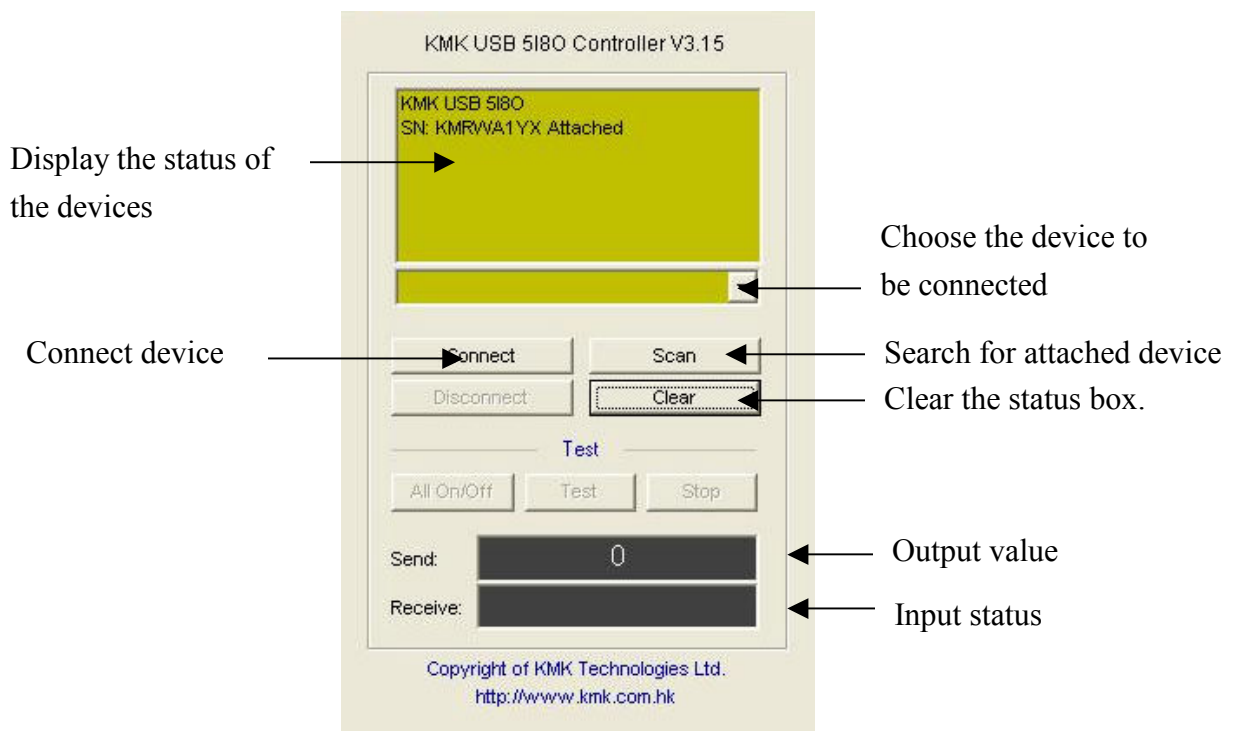 KMK USB 5I8O Controller V3.15
KMK USB 5I8O
SN: KMRWA1YX Attached
Display the status of
the devices
Choose the device to
be connected
Connect device
Connect
Scan
Search for attached device
Disconnect
Clear
Clear the status box.
Test
All On/Off
Test
Stop
Send:
0
Output value
Receive:
Input status
Copyright of KMK Technologies Ltd.
http://www.kmk.com.hk